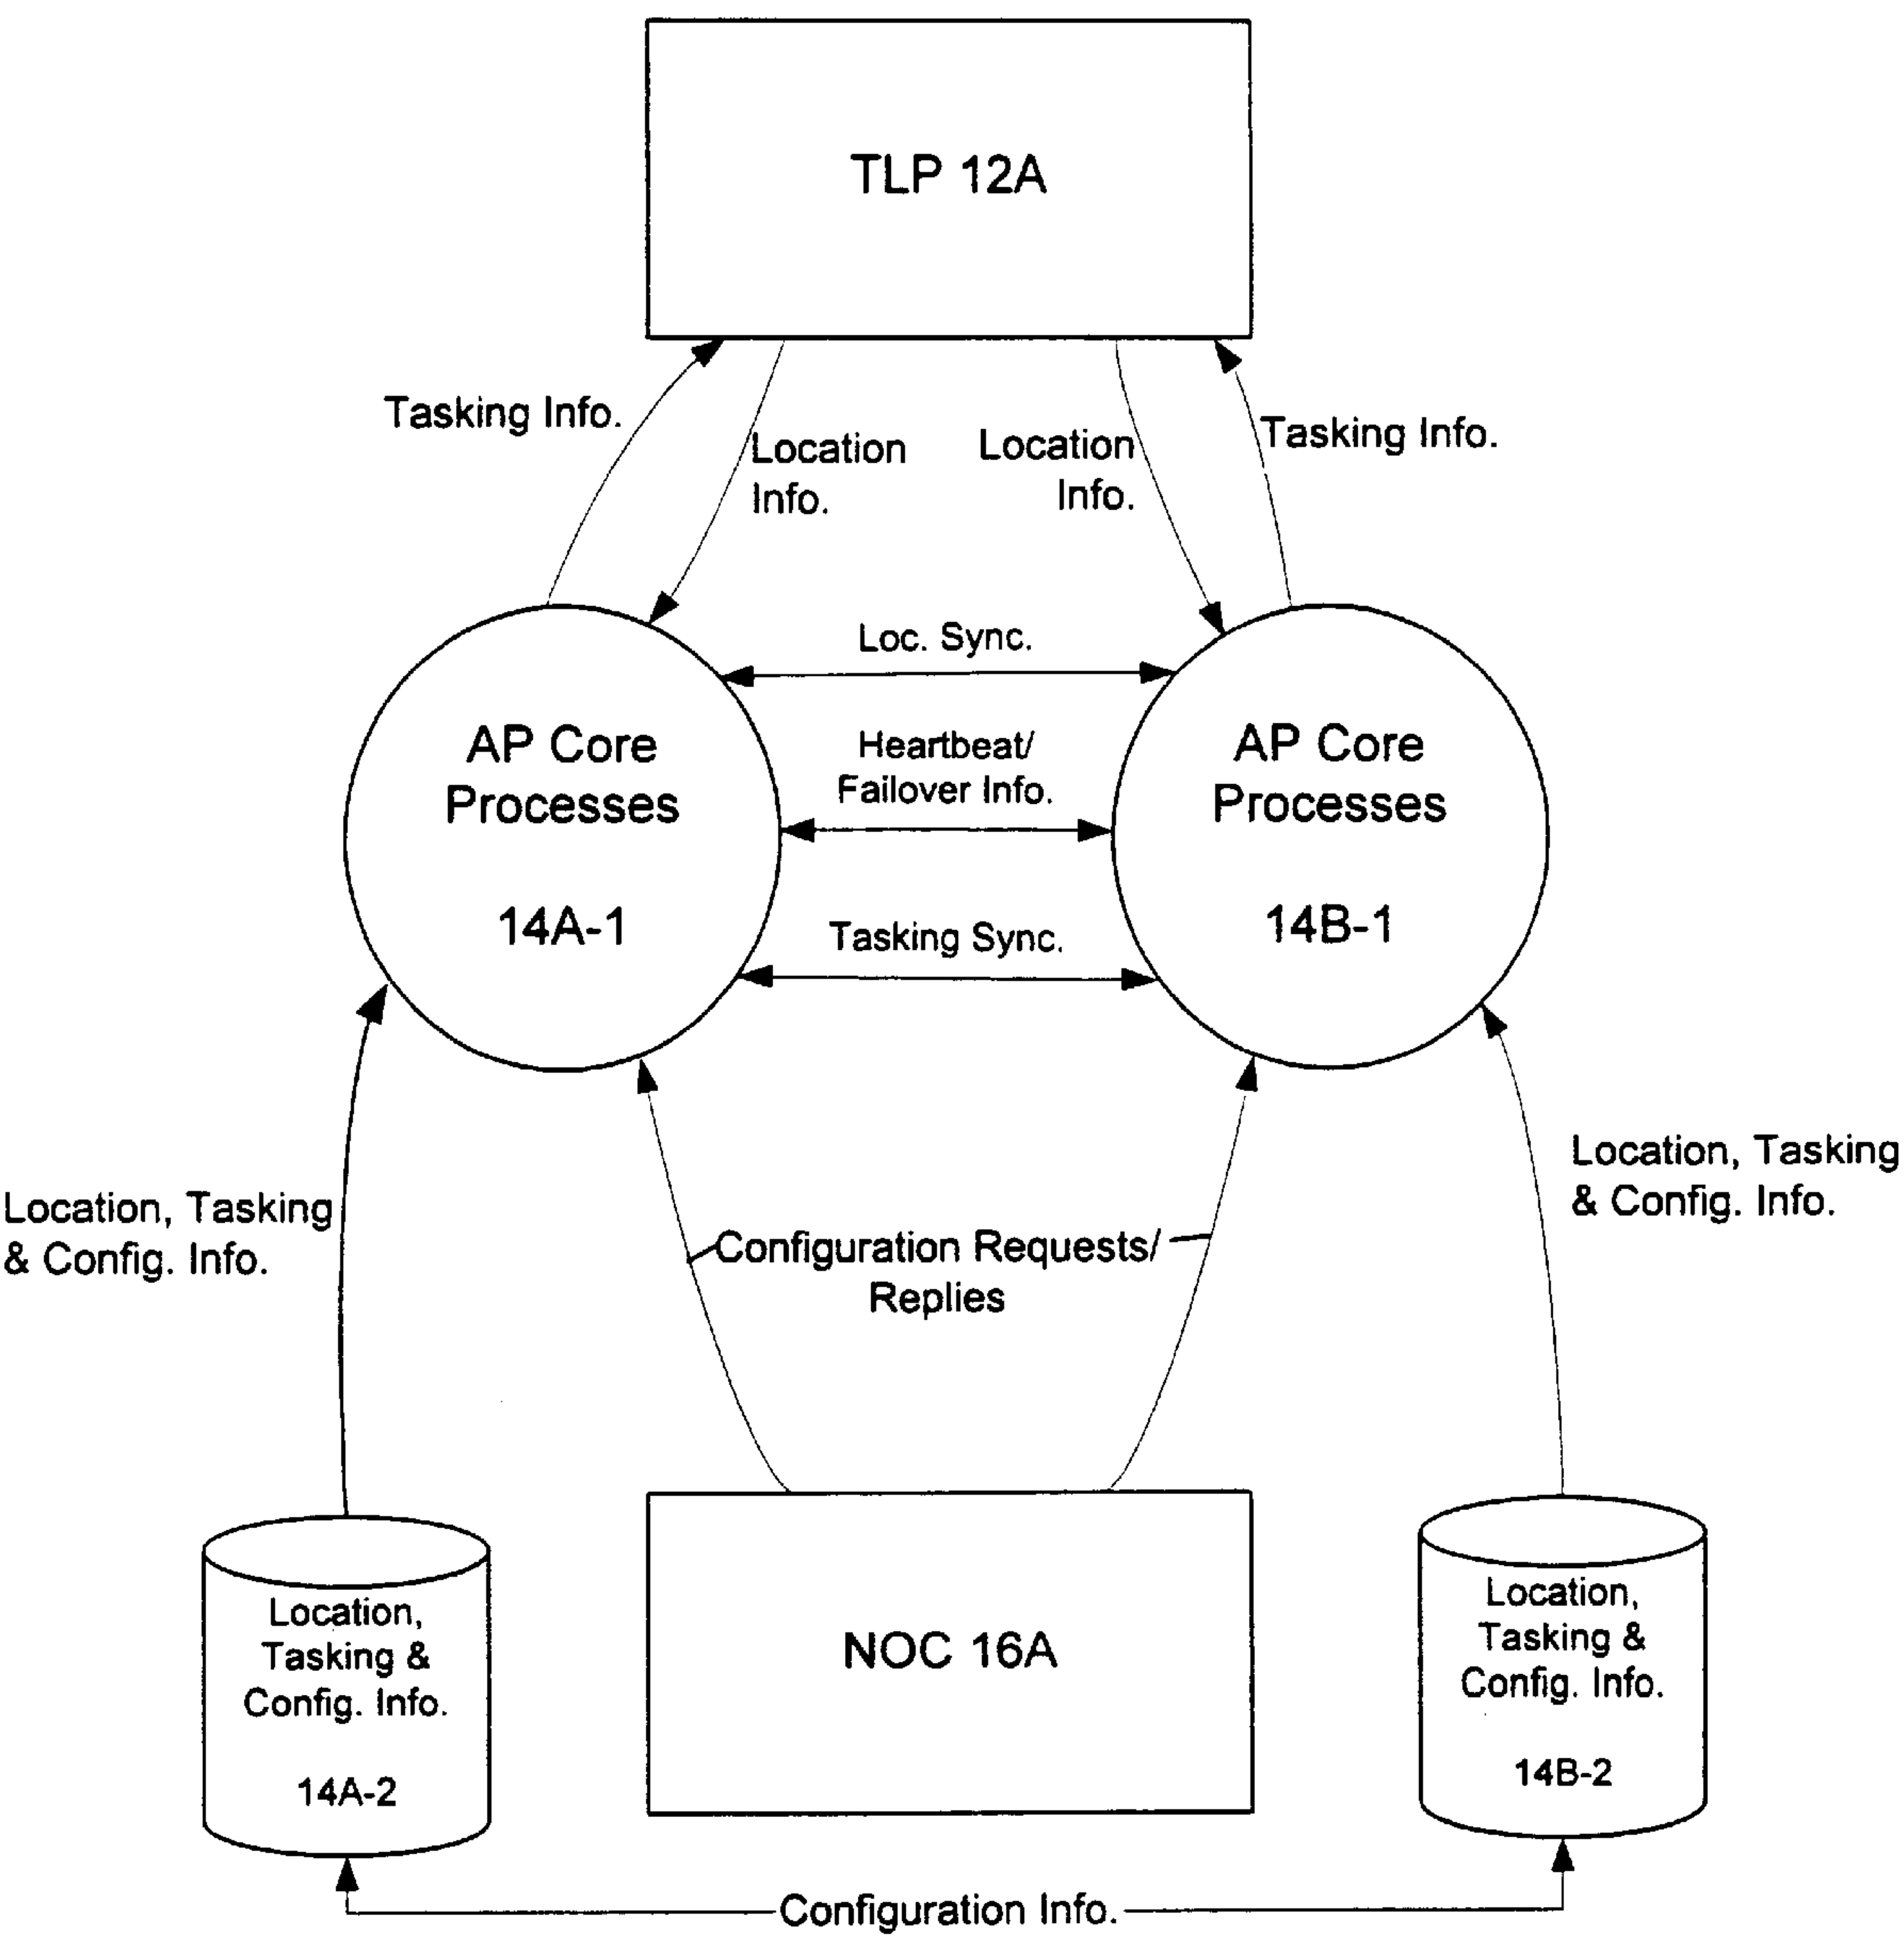 TLP 12A
Tasking Info.
Location
Info.
Location
Info.
Tasking Info.
Loc. Sync.
AP Core
Processes
14A-1
Heartbeat/
Failover Info.
AP Core
Processes
14B-1
Tasking Sync.
Location, Tasking
& Config. Info.
Configuration Requests/
Replies
Location, Tasking
& Config. Info.
Location,
Tasking &
Config. Info.
14A-2
NOC 16A
Location,
Tasking &
Config. Info.
14B-2
Configuration Info.